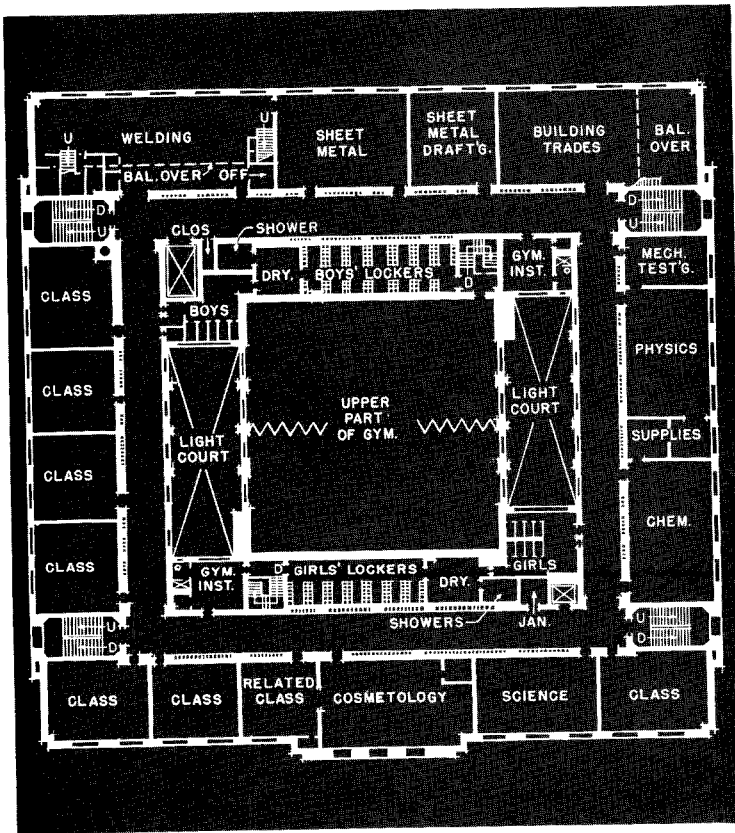 U
WELDING
U
BAL. OVER
OFF
SHEET
METAL
SHEET
METAL
DRAFT'G.
BUILDING
TRADES
BAL.
OVER
D
U
D
U
CLOS
SHOWER
DRY.
BOYS' LOCKERS
D
GYM.
INST.
MECH.
TEST'G.
CLASS
BOYS
PHYSICS
CLASS
LIGHT
COURT
UPPER
PART
OF GYM.
LIGHT
COURT
SUPPLIES
CLASS
CHEM.
CLASS
GYM.
INST.
D
GIRLS' LOCKERS
DRY.
GIRLS
SHOWERS
JAN.
U
D
U
D
CLASS
CLASS
RELATED
CLASS
COSMETOLOGY
SCIENCE
CLASS